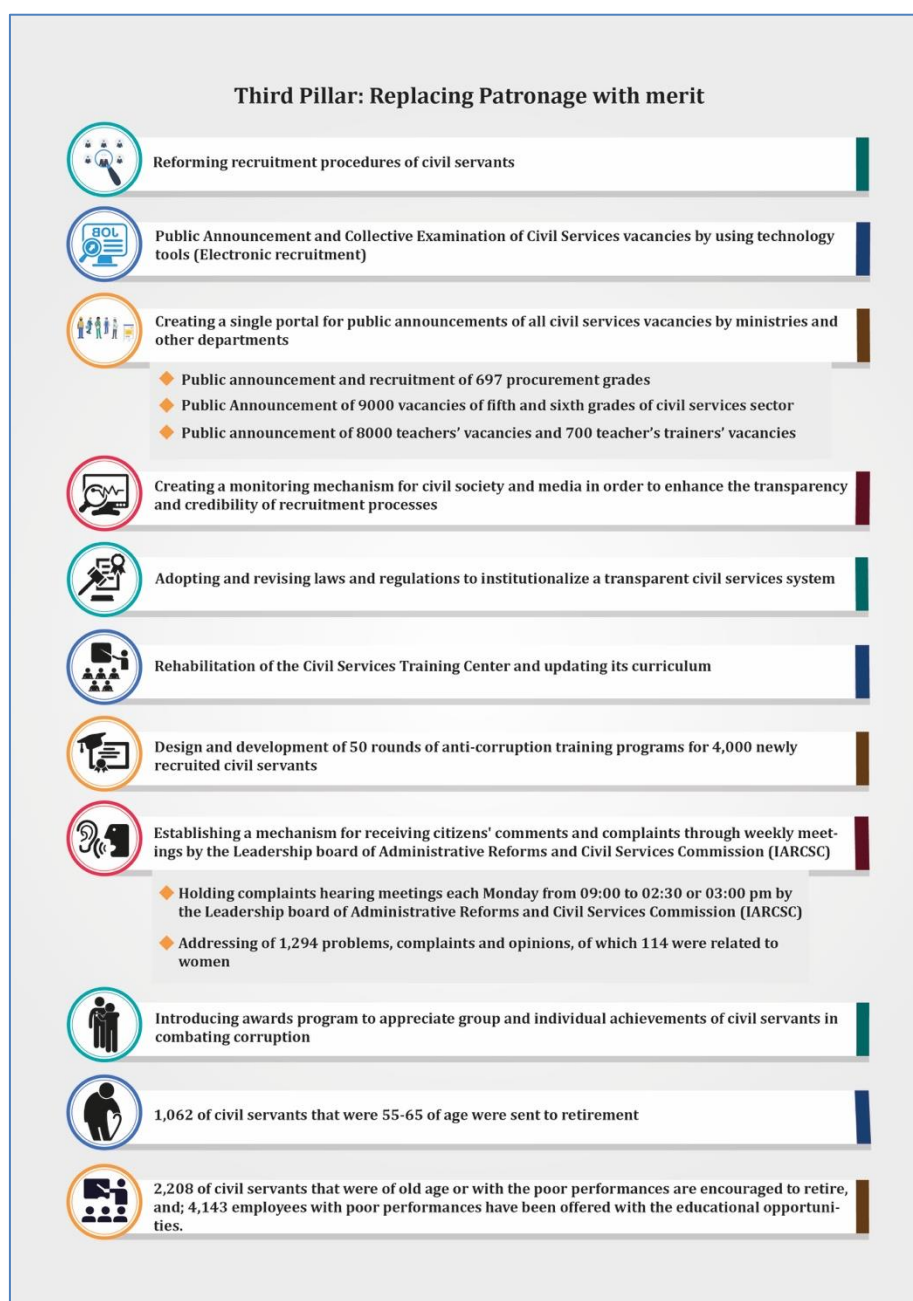 Third Pillar: Replacing Patronage with merit
Reforming recruitment procedures of civil servants
JOB
Public Announcement and Collective Examination of Civil Services vacancies by using technology
tools (Electronic recruitment)
Creating a single portal for public announcements of all civil services vacancies by ministries and
other departments
Public announcement and recruitment of 697 procurement grades
Public Announcement of 9000 vacancies of fifth and sixth grades of civil services sector
Public announcement of 8000 teachers' vacancies and 700 teacher's trainers' vacancies
Creating a monitoring mechanism for civil society and media in order to enhance the transparency
and credibility of recruitment processes
Adopting and revising laws and regulations to institutionalize a transparent civil services system
Rehabilitation of the Civil Services Training Center and updating its curriculum
Design and development of 50 rounds of anti-corruption training programs for 4,000 newly
recruited civil servants
Establishing a mechanism for receiving citizens' comments and complaints through weekly meet-
ings by the Leadership board of Administrative Reforms and Civil Services Commission (IARCSC)
Holding complaints hearing meetings each Monday from 09:00 to 02:30 or 03:00 pm by
the Leadership board of Administrative Reforms and Civil Services Commission (IARCSC)
Addressing of 1,294 problems, complaints and opinions, of which 114 were related to
women
Introducing awards program to appreciate group and individual achievements of civil servants in
combating corruption
1,062 of civil servants that were 55-65 of age were sent to retirement
2,208 of civil servants that were of old age or with the poor performances are encouraged to retire,
and; 4,143 employees with poor performances have been offered with the educational opportuni-
ties.